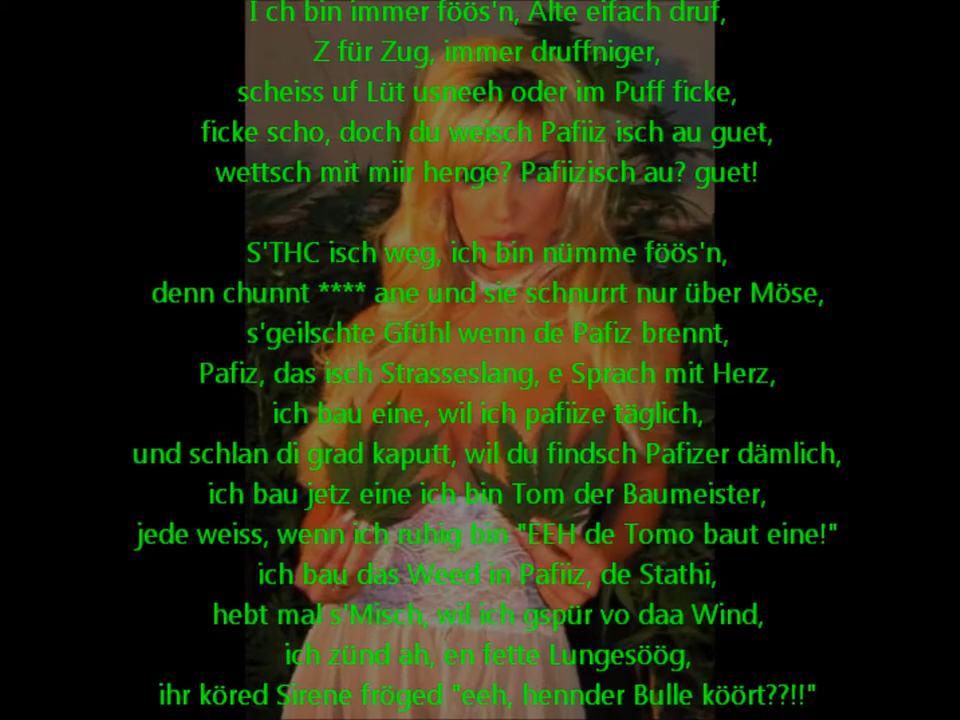 I ch bin immer föös'n, Alte eifach druf,
Z für Zug, immer druffniger,
scheiss uf Lüt usneeh oder im Puff ficke,
ficke scho, doch du weisch Pafiiz isch au guet,
wettsch mit miir henge? Pafiizisch au? guet!
S'THC isch weg, ich bin nümme föös'n,
denn chunnt **** ane und sie schnurrt nur über Möse,
s'geilschte Gfühl wenn de Pafiz brennt,
Pafiz, das isch Strasseslang, e Sprach mit Herz,
ich bau eine, wil ich pafiize täglich,
und schlan di grad kaputt, wil du findsch Pafizer dämlich,
ich bau jetz eine ich bin Tom der Baumeister,
jede weiss, wenn ich ruhig bin "EEH de Tomo baut eine!"
ich bau das Weed in Pafiiz, de Stathi,
hebt mal s'Misch, wil ich gspür vo daa Wind,
ich zünd ah, en fette Lungesöög,
ihr köred Sirene fröged "eeh, hennder Bulle köört??!!"